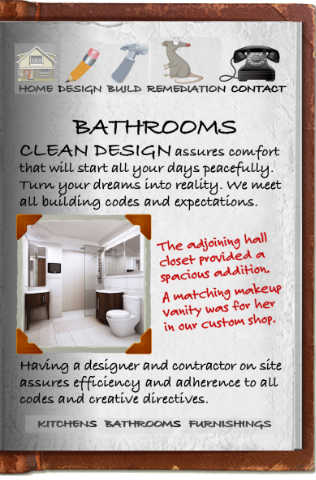 HOME DESIGN BUILD REMEDIATION CONTACT
BATHROOMS
CLEAN DESIGN assures comfort
that will start all your days peacefully.
Turn your dreams into reality. We meet
all building codes and expectations.
The adjoining hall
closet provided a
spacious addition.
A matching makeup
vanity was for her
in our custom shop.
Having a designer and contractor on site
assures efficiency and adherence to all
codes and creative directives.
KITCHENS BATHROOMS FURNISHINGS